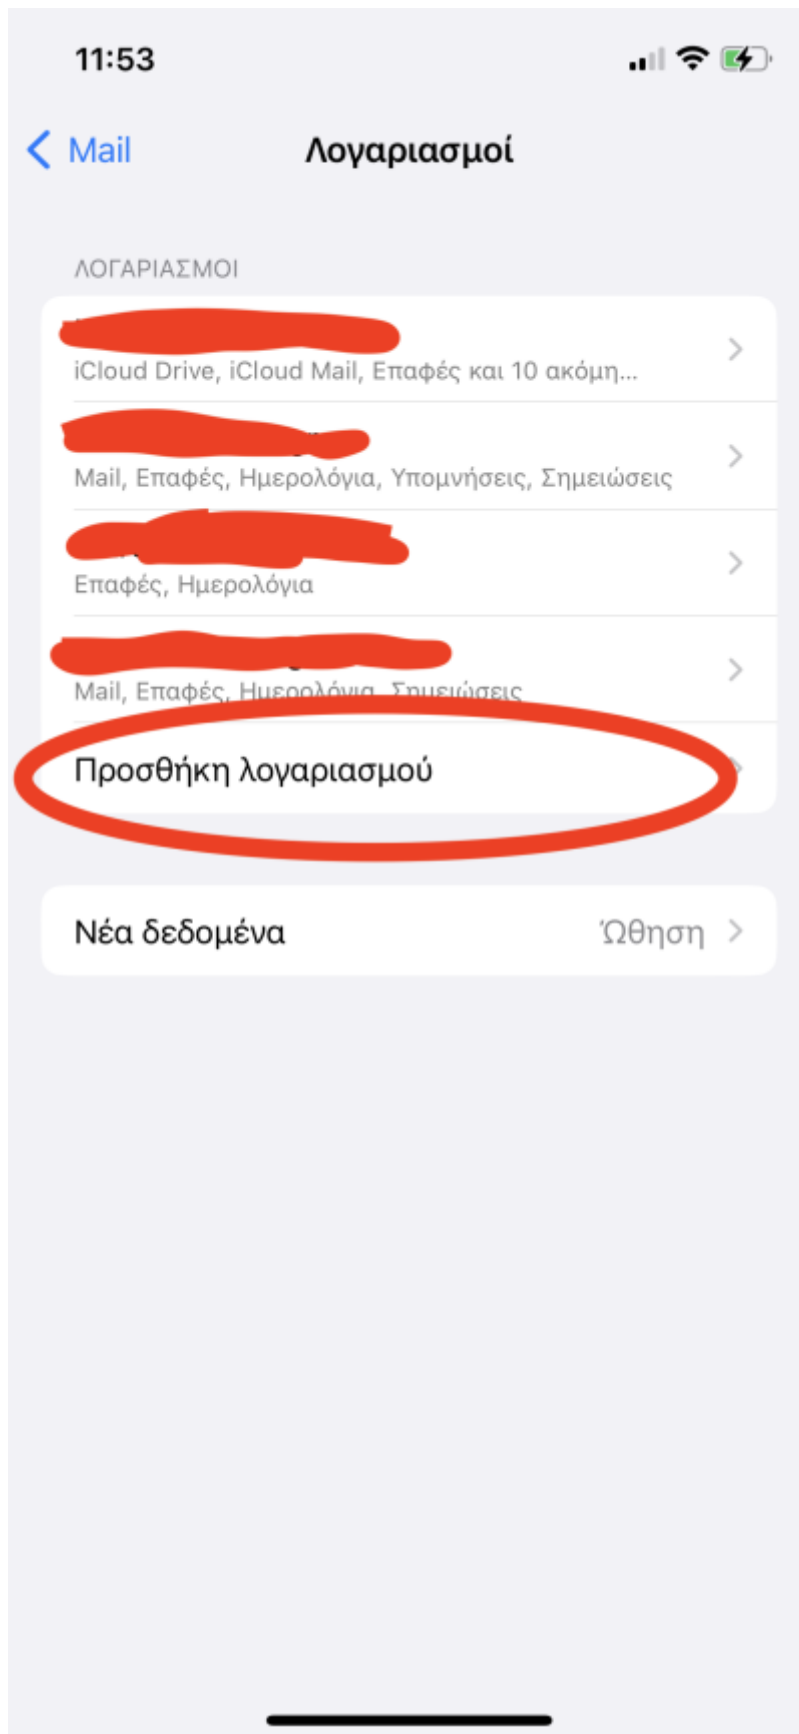 11:53
Mail
Λογαριασμοί
ΛΟΓΑΡΙΑΣΜΟΙ
iCloud Drive, iCloud Mail, Επαφές και 10 ακόμη...
Mail, Επαφές, Ημερολόγια, Υπομνήσεις, Σημειώσεις
Επαφές, Ημερολόγια
Mail, Επαφές, Ημερολόγια, Σημειώσεις
Προσθήκη λογαριασμού
Νέα δεδομένα Ώθηση